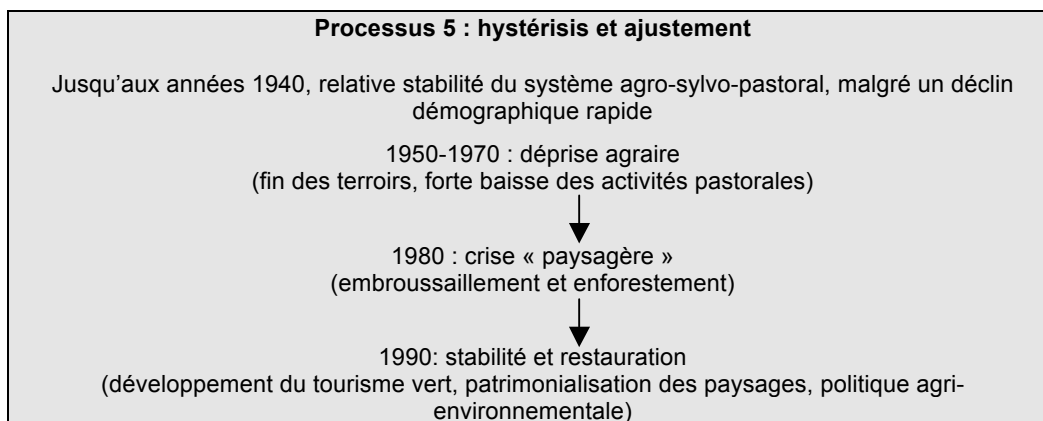 Processus 5 : hystérisis et ajustement
Jusqu’aux années 1940, relative stabilité du système agro-sylvo-pastoral, malgré un déclin
démographique rapide
1950-1970 : déprise agraire
(fin des terroirs, forte baisse des activités pastorales)
1980 : crise « paysagère »
(embroussaillement et enforestement)
1990: stabilité et restauration
(développement du tourisme vert, patrimonialisation des paysages, politique agri-
environnementale)